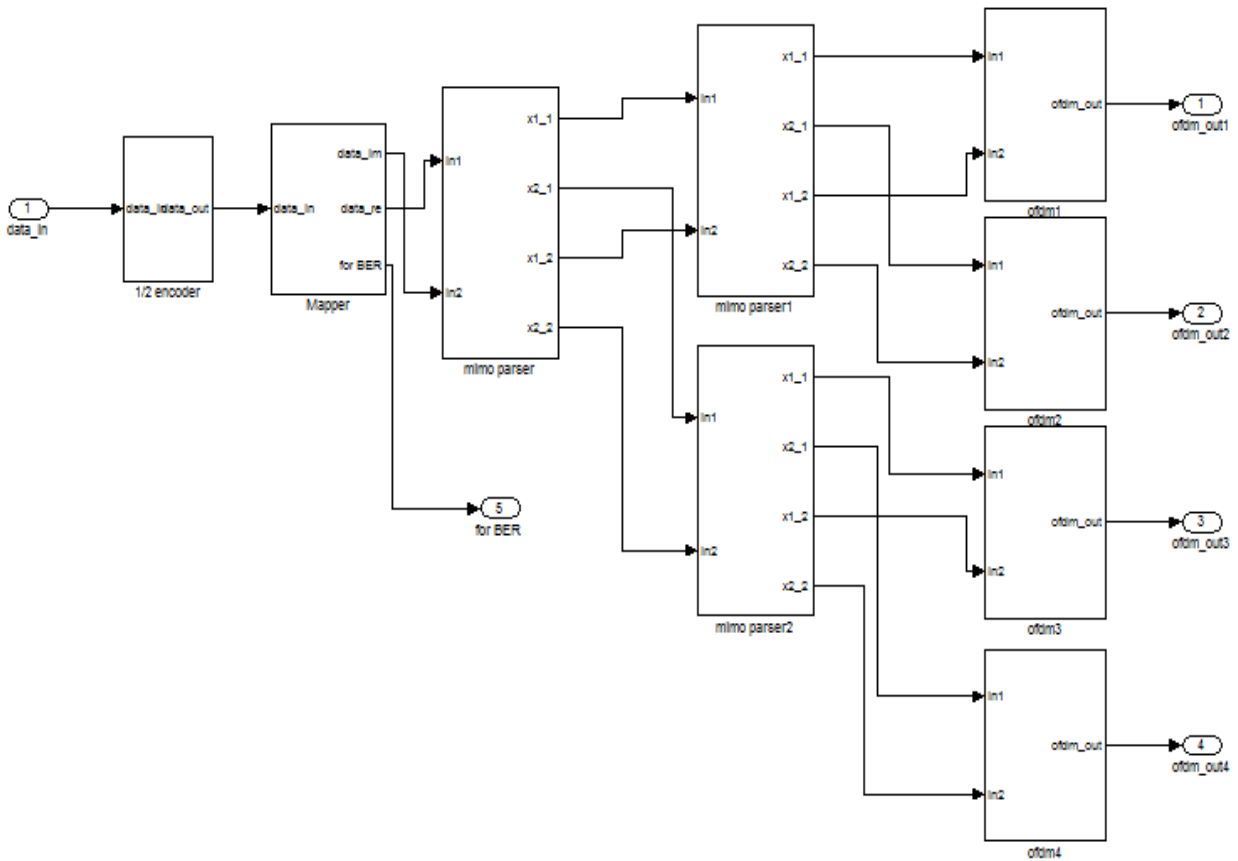 1
data_in
data_in
data_out
1/2 encoder
data_in
data_im
data_re
for BER
Mapper
In1
In2
x1_1
x2_1
x1_2
x2_2
mimo parser
5
for BER
In1
In2
x1_1
x2_1
x1_2
x2_2
mimo parser1
In1
In2
x1_1
x2_1
x1_2
x2_2
mimo parser2
In1
In2
ofdm_out
ofdm1
1
ofdm_out1
In1
In2
ofdm_out
ofdm2
2
ofdm_out2
In1
In2
ofdm_out
ofdm3
3
ofdm_out3
In1
In2
ofdm_out
ofdm4
4
ofdm_out4